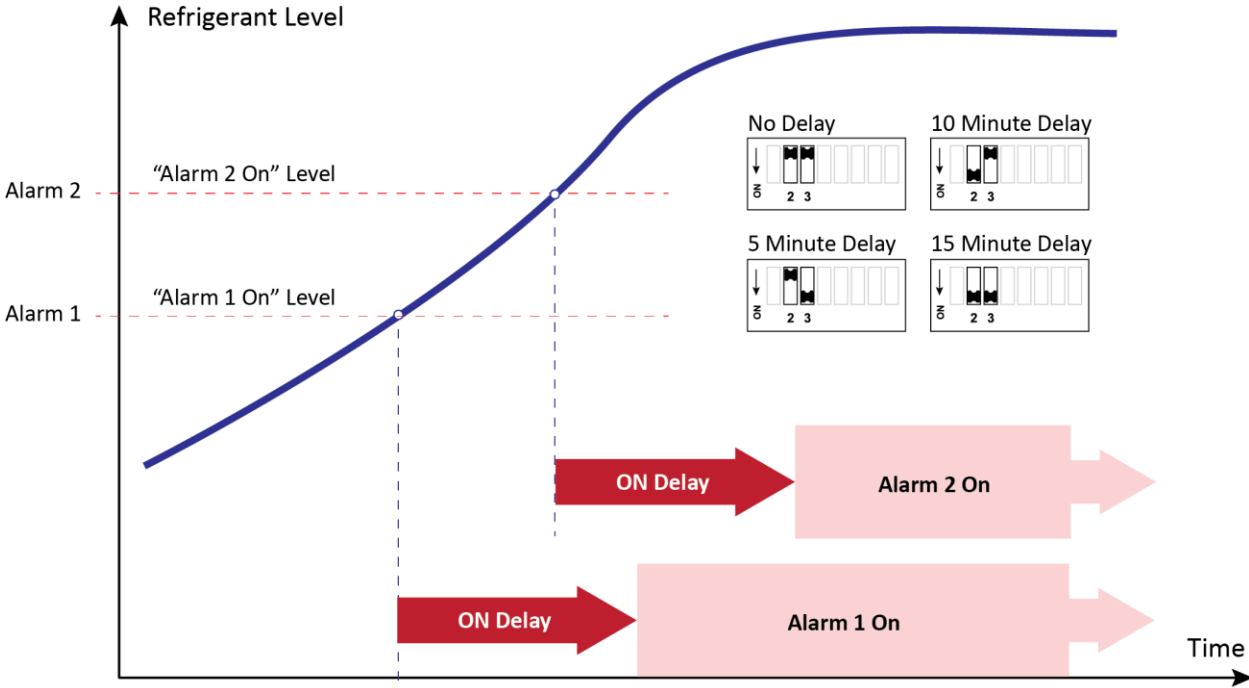 Refrigerant Level
No Delay
10 Minute Delay
ON
2 3
ON
2 3
“Alarm 2 On” Level
Alarm 2
5 Minute Delay
15 Minute Delay
ON
2 3
ON
2 3
“Alarm 1 On” Level
Alarm 1
ON Delay
Alarm 2 On
ON Delay
Alarm 1 On
Time